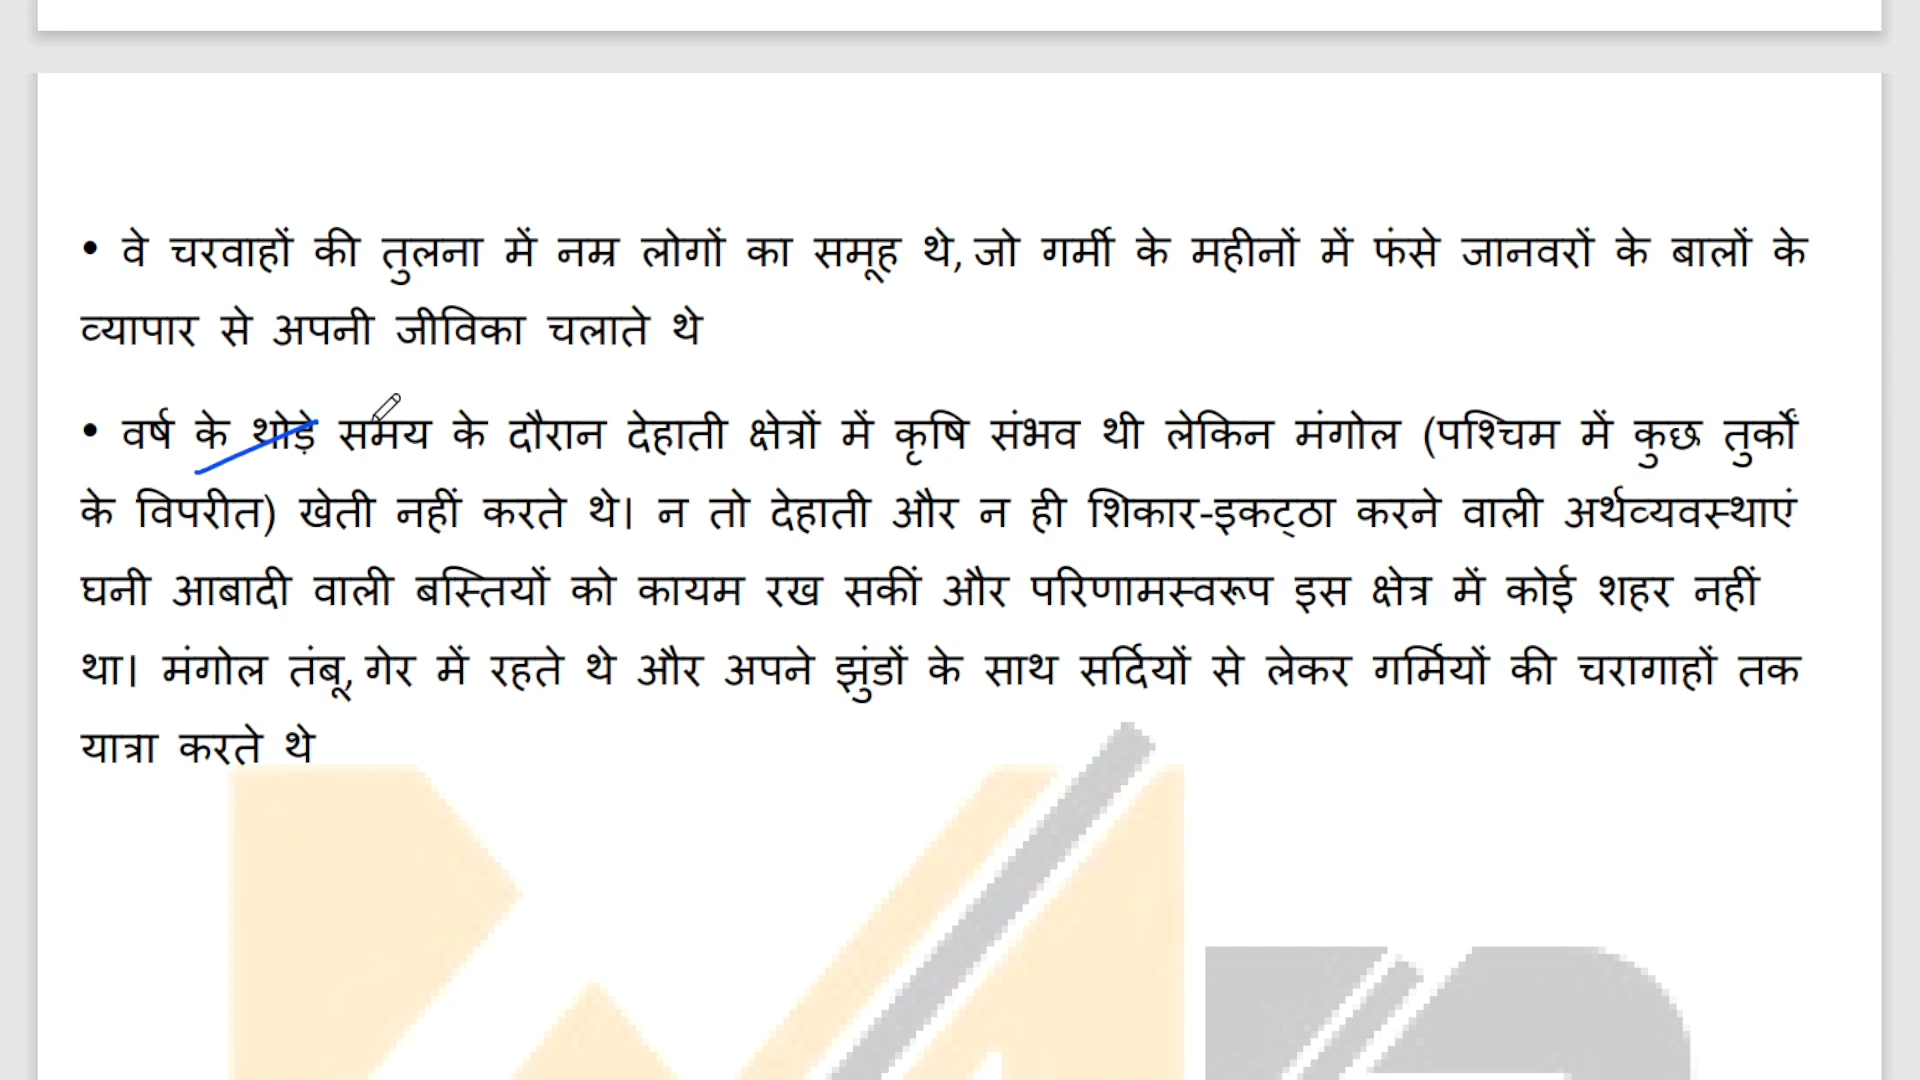 • वे चरवाहों की तुलना में नम्र लोगों का समूह थे, जो गर्मी के महीनों में फंसे जानवरों के बालों के
व्यापार से अपनी जीविका चलाते थे
• वर्ष के थोड़े समय के दौरान देहाती क्षेत्रों में कृषि संभव थी लेकिन मंगोल (पश्चिम में कुछ तुर्कों
के विपरीत) खेती नहीं करते थे। न तो देहाती और न ही शिकार-इकट्ठा करने वाली अर्थव्यवस्थाएं
घनी आबादी वाली बस्तियों को कायम रख सकीं और परिणामस्वरूप इस क्षेत्र में कोई शहर नहीं
था। मंगोल तंबू, गेर में रहते थे और अपने झुंडों के साथ सर्दियों से लेकर गर्मियों की चरागाहों तक
यात्रा करते थे